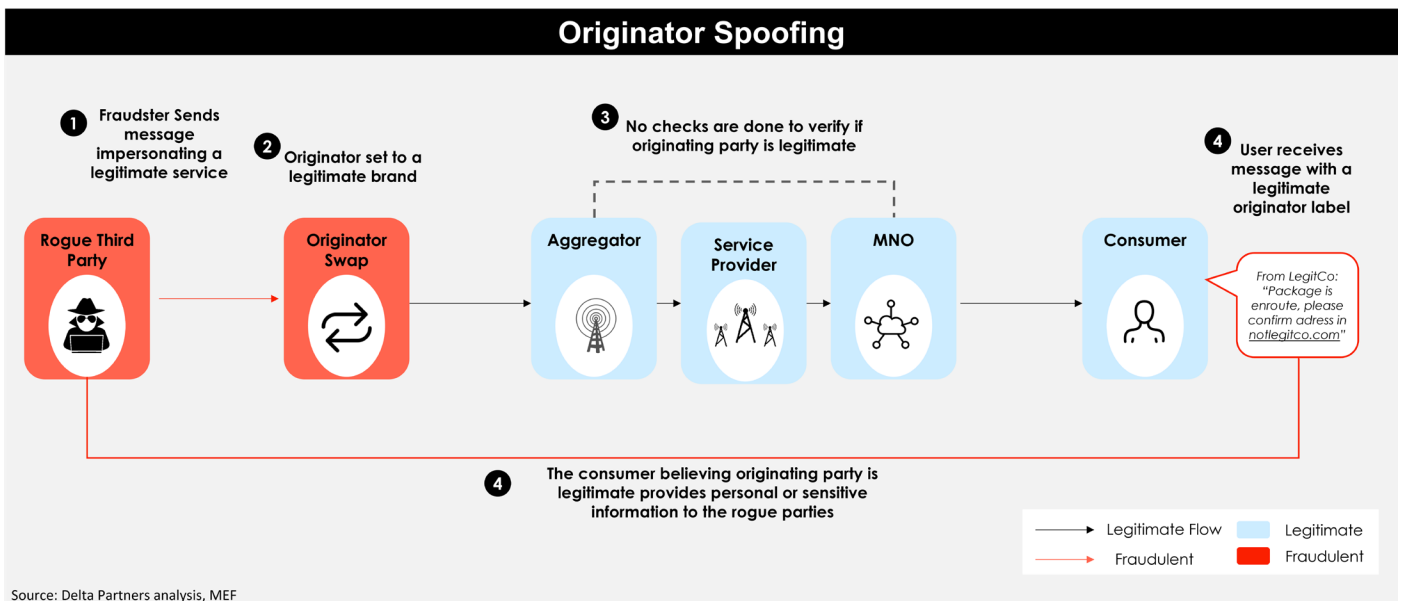 Originator Spoofing
1
Fraudster Sends
message
impersonating a
legitimate service
2
Originator set to a
legitimate brand
3
No checks are done to verify if
originating party is legitimate
4
User receives
message with a
legitimate
originator label
Rogue Third
Party
Originator
Swap
Aggregator
Service
Provider
MNO
Consumer
From LegitCo:
“Package is
enroute, please
confirm adress in
notlegitco.com”
4
The consumer believing originating party is
legitimate provides personal or sensitive
information to the rogue parties
Legitimate Flow
Legitimate
Fraudulent
Fraudulent
Source: Delta Partners analysis, MEF